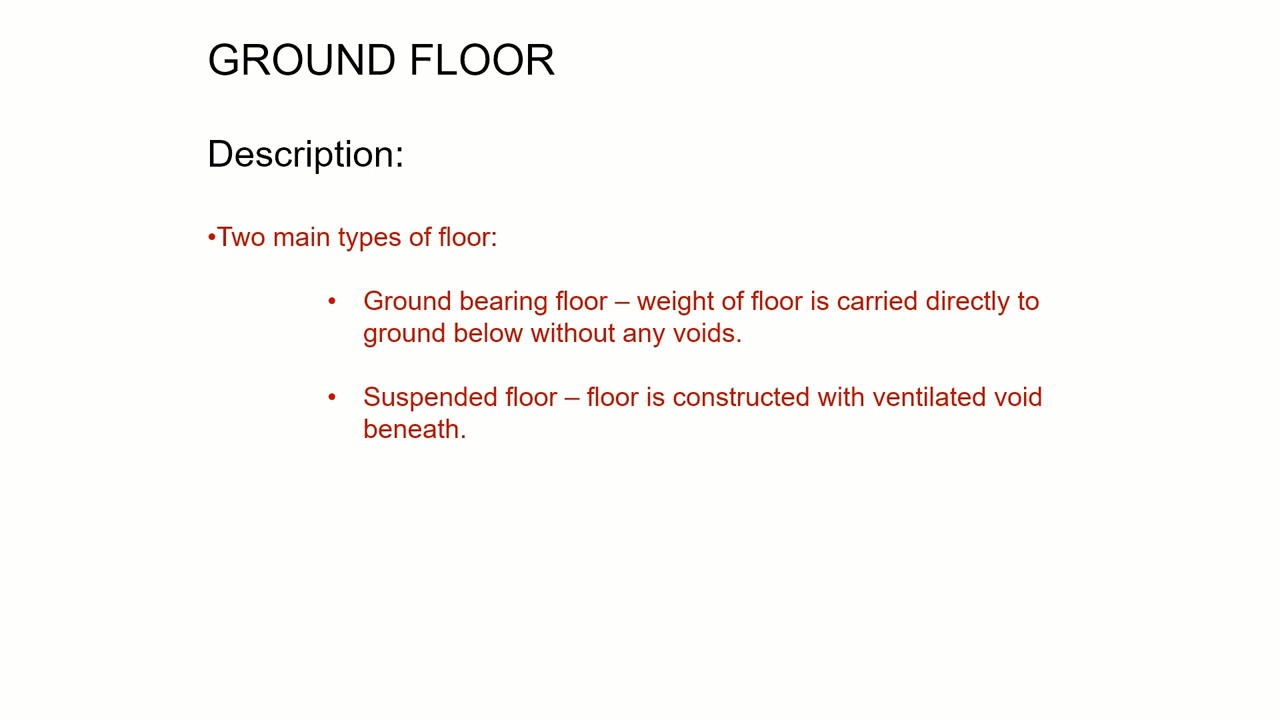 GROUND FLOOR
Description:
•Two main types of floor:
• Ground bearing floor – weight of floor is carried directly to
ground below without any voids.
• Suspended floor – floor is constructed with ventilated void
beneath.